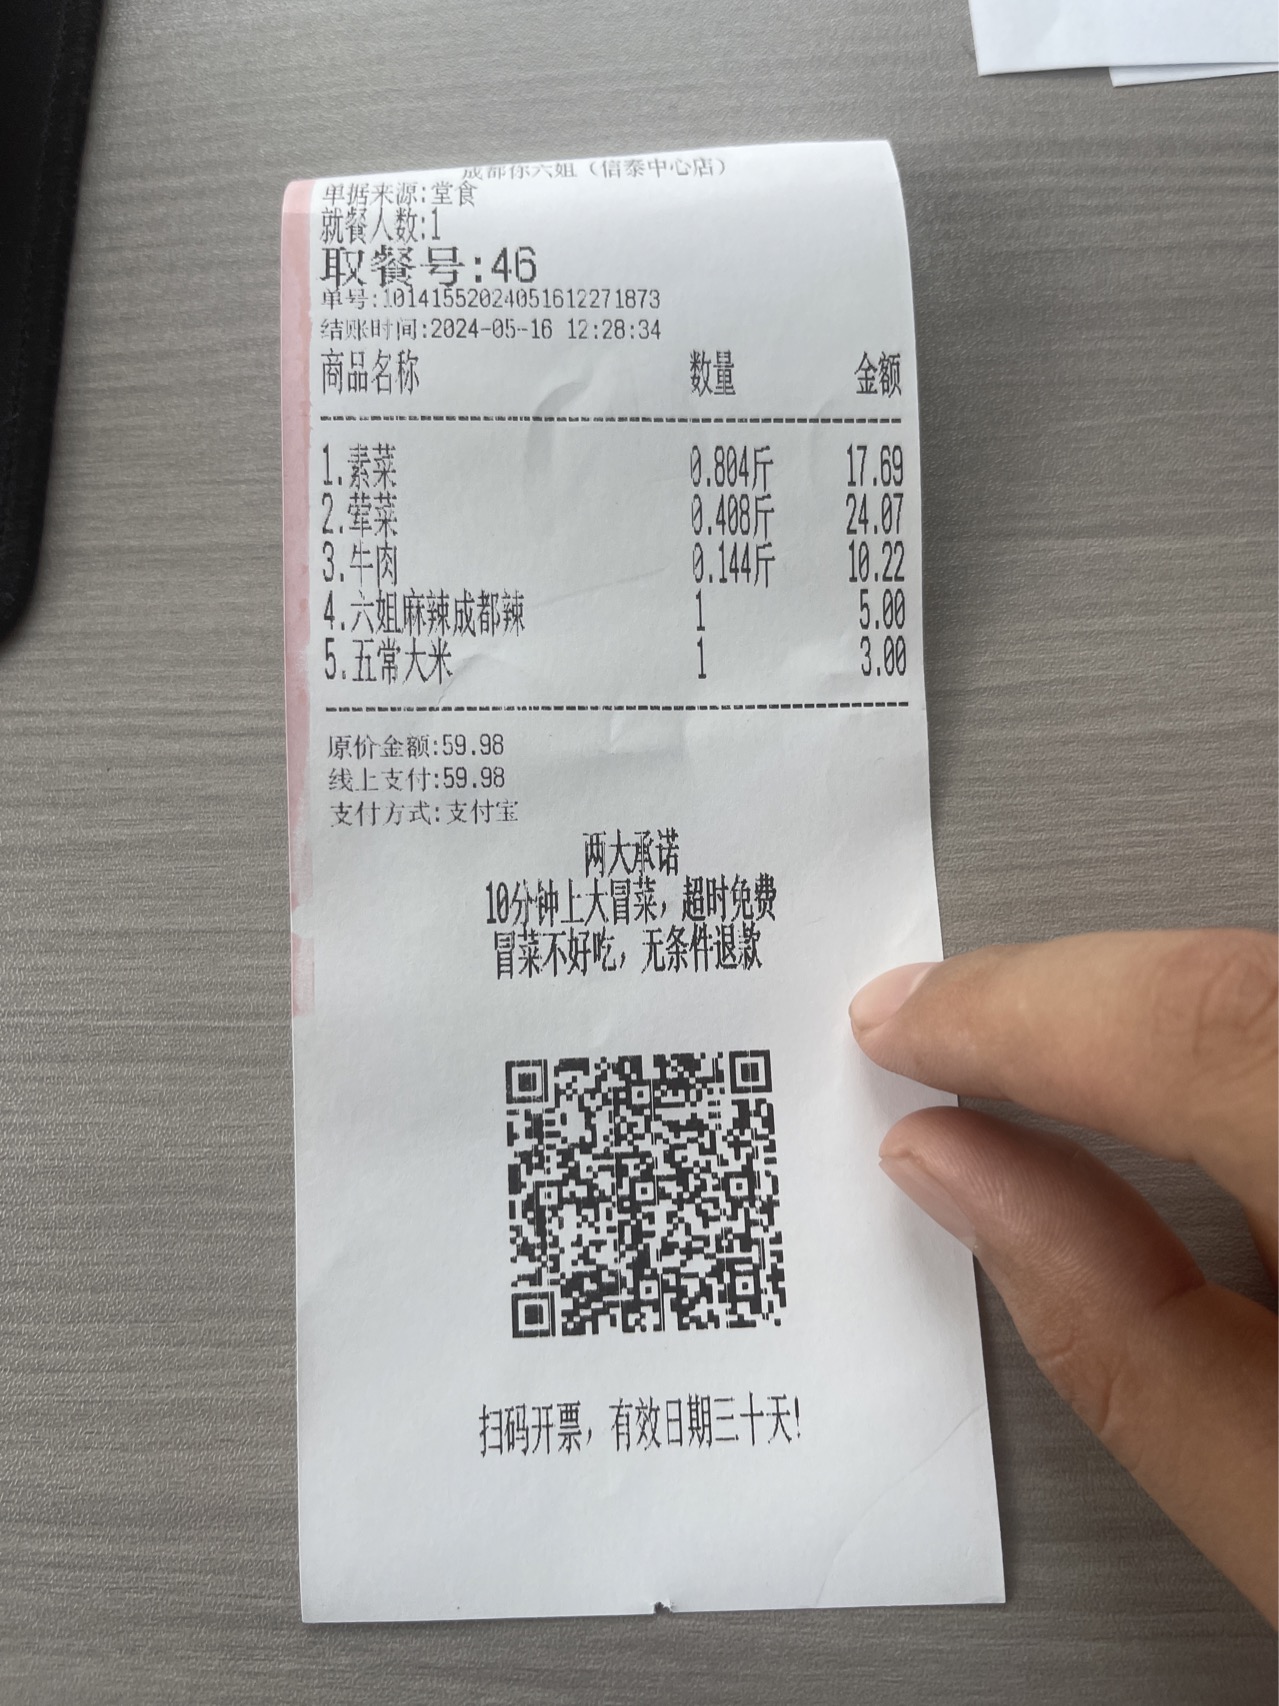 成都你六姐（信泰中心店）
单据来源:堂食
就餐人数:1
取餐号:46
单号:10141552024051612271873
结账时间:2024-05-16 12:28:34
商品名称 数量 金额
1.素菜 0.804斤 17.69
2.荤菜 0.408斤 24.07
3.牛肉 0.144斤 10.22
4.六姐麻辣成都辣 1 5.00
5.五常大米 1 3.00
原价金额:59.98
线上支付:59.98
支付方式:支付宝
两大承诺
10分钟上大冒菜，超时免费
冒菜不好吃，无条件退款
扫码开票，有效日期三十天!